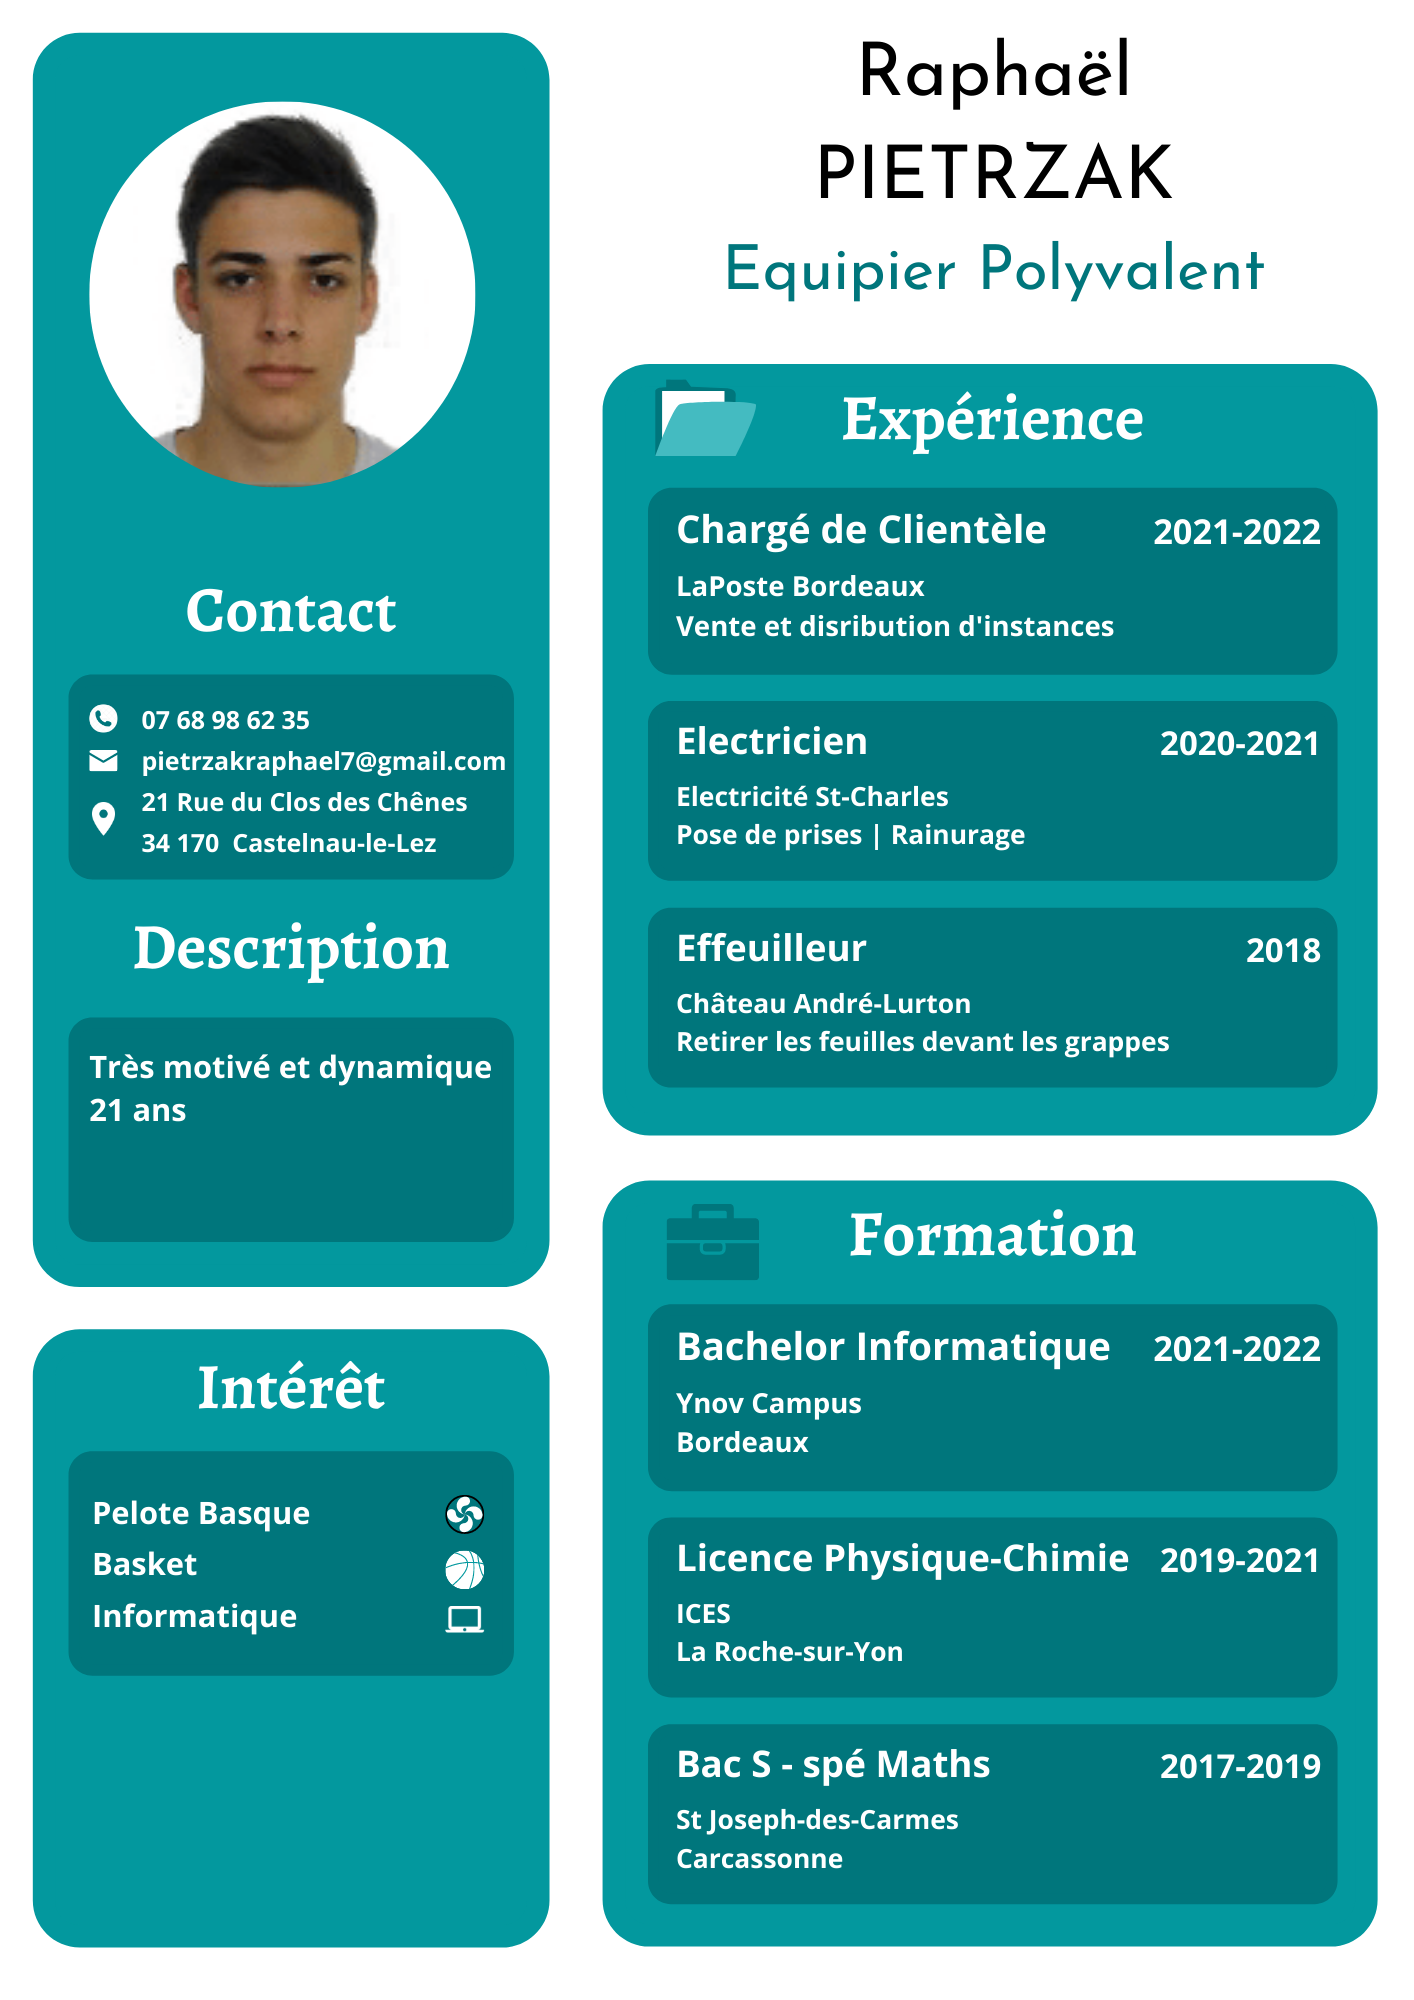 Raphaël
PIETRZAK
Equipier Polyvalent
Contact
07 68 98 62 35
pietrzakraphael7@gmail.com
21 Rue du Clos des Chênes
34 170  Castelnau-le-Lez
Description
Très motivé et dynamique
21 ans
Intérêt
Pelote Basque
Basket
Informatique
Expérience
Chargé de Clientèle 2021-2022
LaPoste Bordeaux
Vente et disribution d'instances
Electricien 2020-2021
Electricité St-Charles
Pose de prises | Rainurage
Effeuilleur 2018
Château André-Lurton
Retirer les feuilles devant les grappes
Formation
Bachelor Informatique 2021-2022
Ynov Campus
Bordeaux
Licence Physique-Chimie 2019-2021
ICES
La Roche-sur-Yon
Bac S - spé Maths 2017-2019
St Joseph-des-Carmes
Carcassonne